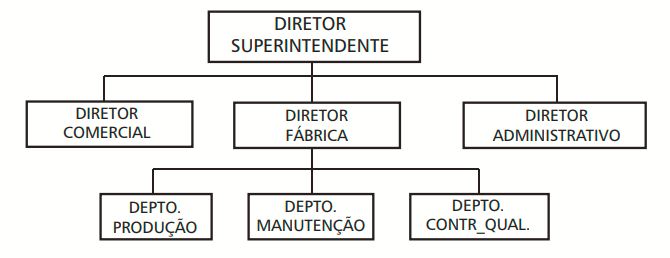 DIRETOR
SUPERINTENDENTE
DIRETOR
COMERCIAL
DIRETOR
FÁBRICA
DIRETOR
ADMINISTRATIVO
DEPTO.
PRODUÇÃO
DEPTO.
MANUTENÇÃO
DEPTO.
CONTR_QUAL.